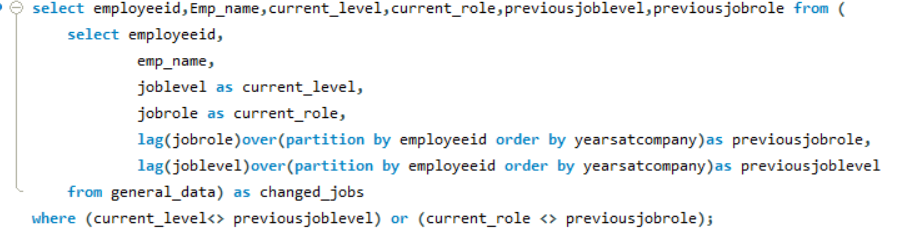 select employeeid,Emp_name,current_level,current_role,previousjoblevel,previousjobrole from (
select employeeid,
emp_name,
joblevel as current_level,
jobrole as current_role,
lag(jobrole)over(partition by employeeid order by yearsatcompany)as previousjobrole,
lag(joblevel)over(partition by employeeid order by yearsatcompany)as previousjoblevel
from general_data) as changed_jobs
where (current_level<> previousjoblevel) or (current_role <> previousjobrole);